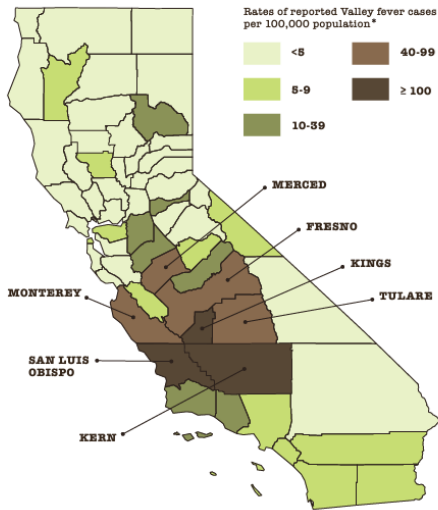 Rates of reported Valley fever cases
per 100,000 population*
<5
40-99
5-9
≥ 100
10-39
MERCED
FRESNO
KINGS
MONTEREY
TULARE
SAN LUIS
OBISPO
KERN